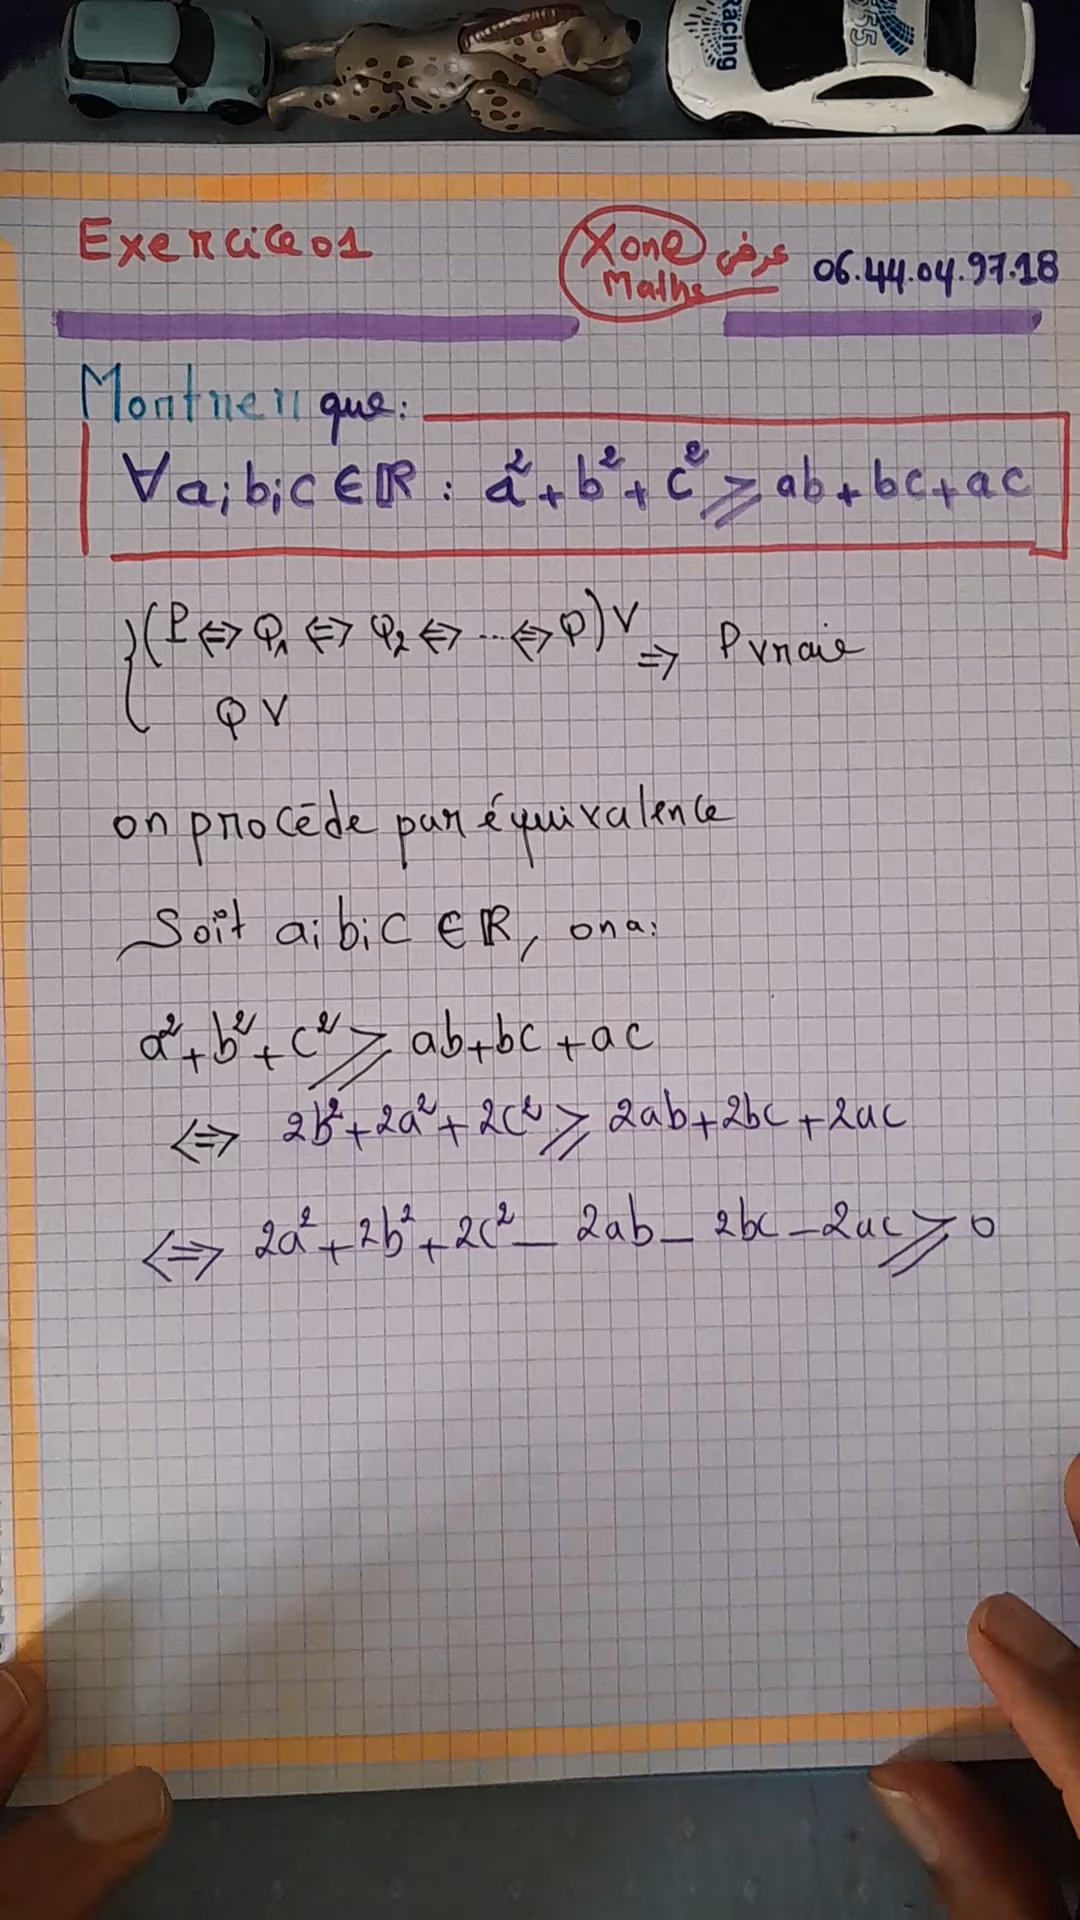 Racing
555
Exercice 01
Xone Maths عرض 06.44.04.97.18
Montrer que:
∀a;b;c ∈ ℝ : a²+b²+c² ⩾ ab+bc+ac
{(P ⟺ Q₁ ⟺ Q₂ ⟺ ... ⟺ Q) V ⟹ P vraie
Q V
on procède par équivalence
Soit a;b;c ∈ ℝ, on a:
a²+b²+c² ⩾ ab+bc+ac
⟺ 2b²+2a²+2c² ⩾ 2ab+2bc+2ac
⟺ 2a²+2b²+2c²-2ab-2bc-2ac ⩾ 0